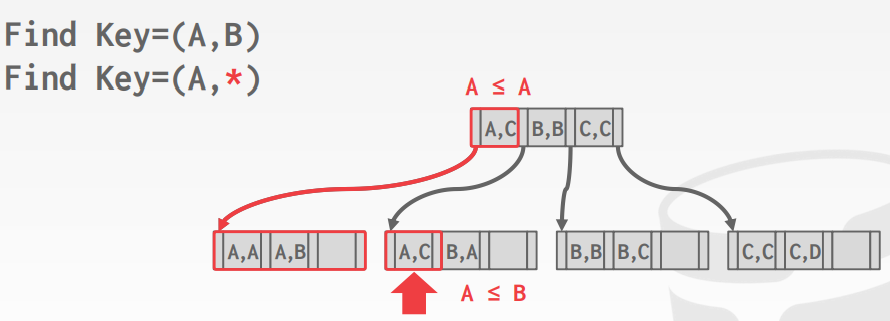 Find Key=(A,B)
Find Key=(A,*)
A ≤ A
A,C B,B C,C
A,A A,B A,C B,A B,B B,C C,C C,D
A ≤ B